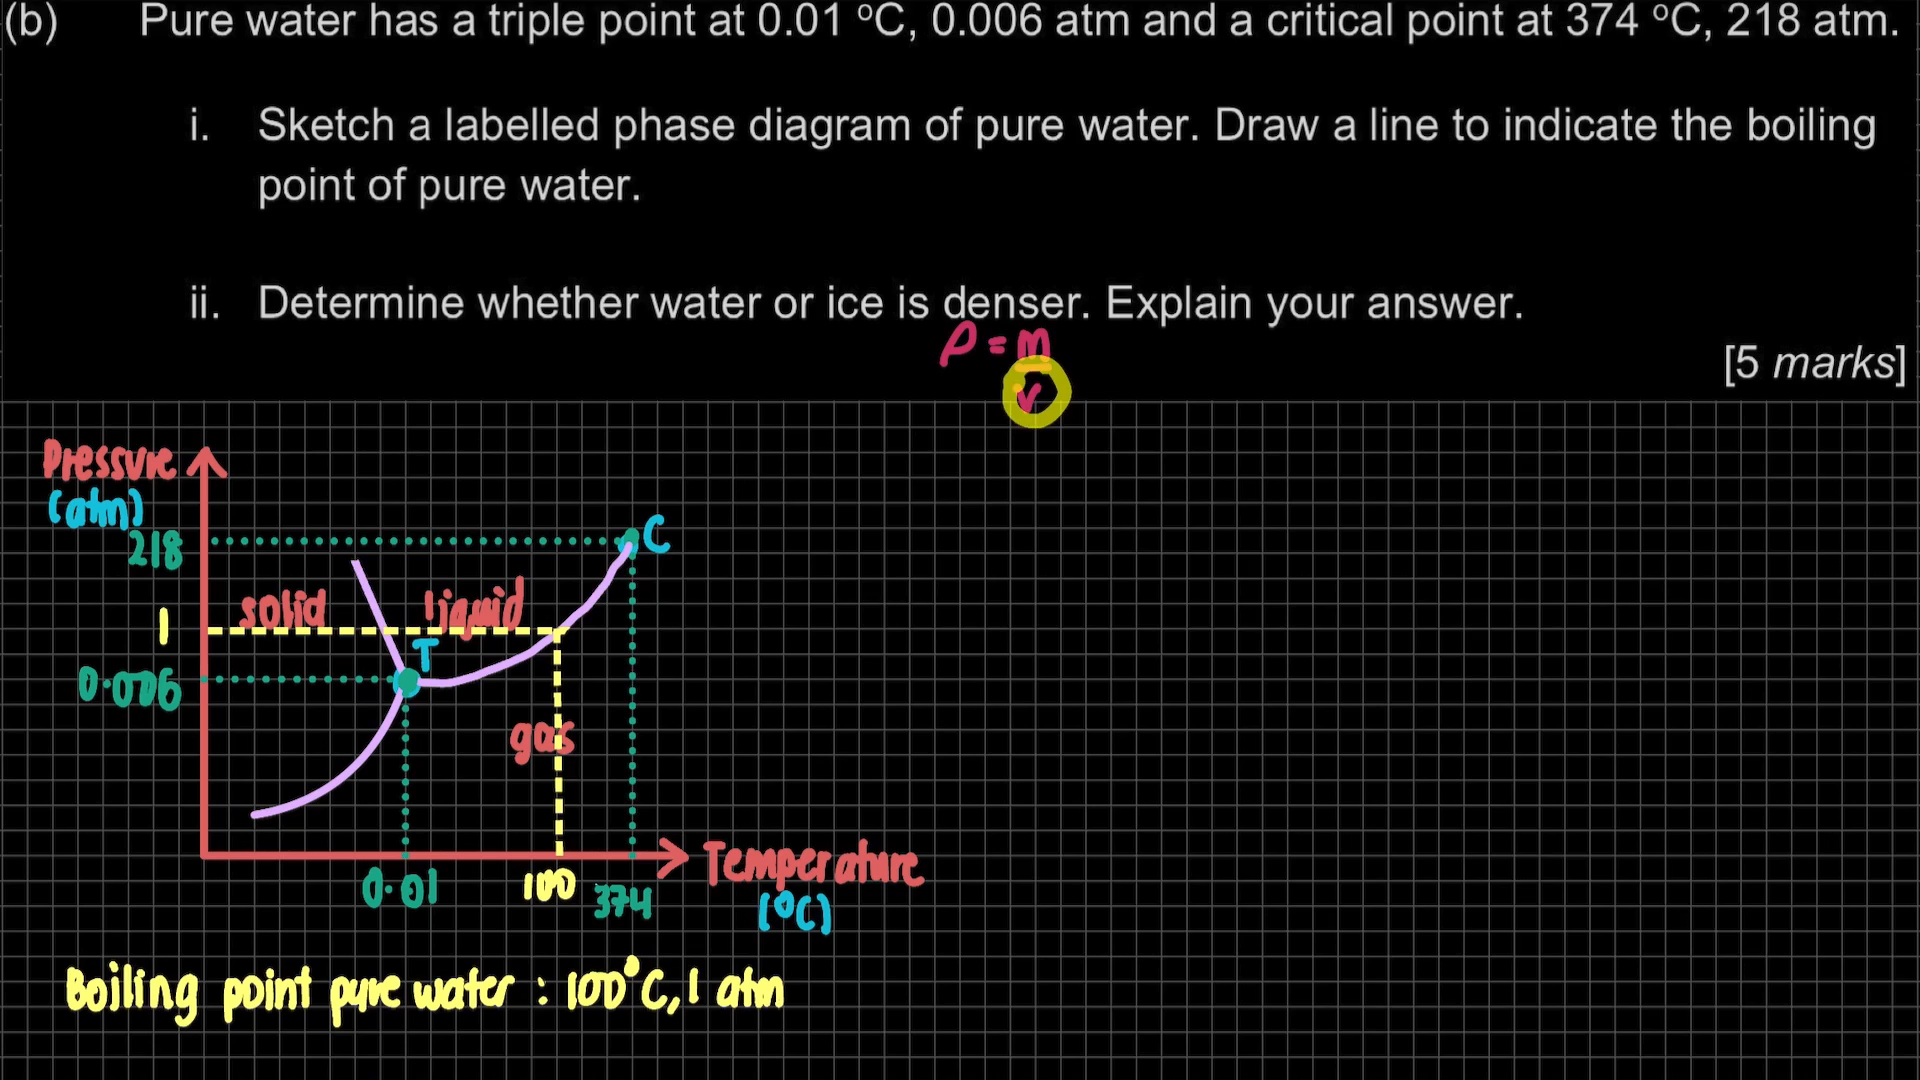 (b) Pure water has a triple point at 0.01 °C, 0.006 atm and a critical point at 374 °C, 218 atm.
i. Sketch a labelled phase diagram of pure water. Draw a line to indicate the boiling
point of pure water.
ii. Determine whether water or ice is denser. Explain your answer.
ρ = m
v
[5 marks]
Pressure
(atm)
218
C
solid
liquid
1
T
0.006
gas
Temperature
0.01
100
374
(°C)
Boiling point pure water : 100°C, 1 atm